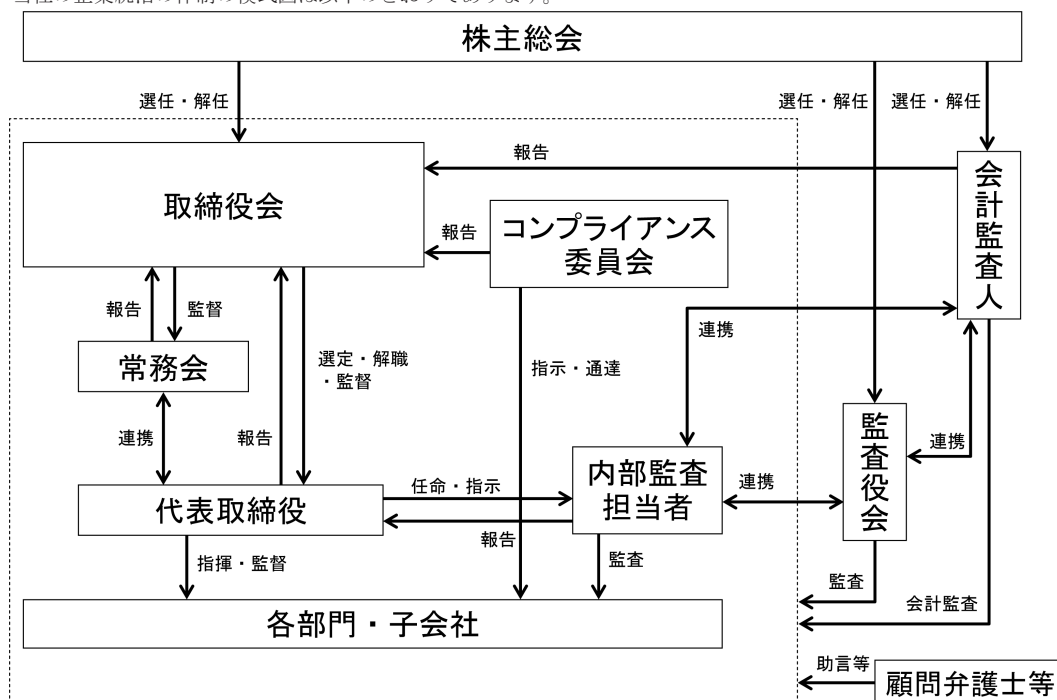 当社の企業統治の体制の模式図は以下のとおりであります。
株主総会
選任・解任
選任・解任
選任・解任
報告
会計監査人
取締役会
報告
コンプライアンス
委員会
報告
監督
連携
常務会
選定・解職
・監督
指示・通達
連携
報告
監査役会
連携
内部監査
担当者
任命・指示
連携
代表取締役
報告
指揮・監督
監査
監査
会計監査
各部門・子会社
助言等
顧問弁護士等